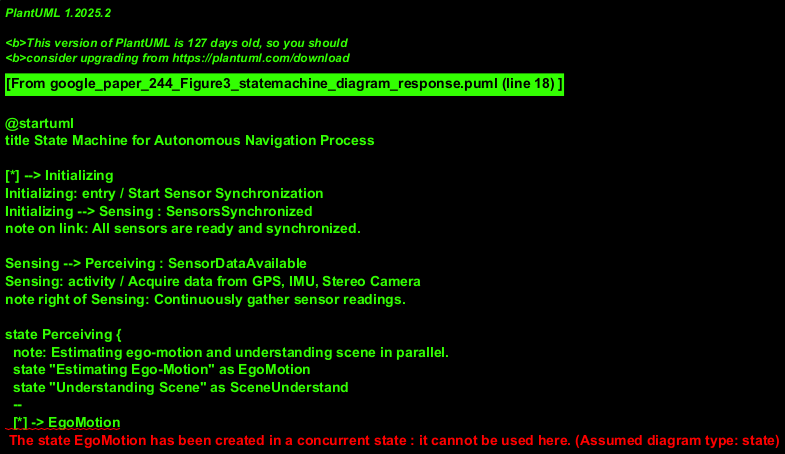 PlantUML 1.2025.2
<b>This version of PlantUML is 127 days old, so you should
<b>consider upgrading from https://plantuml.com/download
[From google_paper_244_Figure3_statemachine_diagram_response.puml (line 18) ]
@startuml
title State Machine for Autonomous Navigation Process
[*] --> Initializing
Initializing: entry / Start Sensor Synchronization
Initializing --> Sensing : SensorsSynchronized
note on link: All sensors are ready and synchronized.
Sensing --> Perceiving : SensorDataAvailable
Sensing: activity / Acquire data from GPS, IMU, Stereo Camera
note right of Sensing: Continuously gather sensor readings.
state Perceiving {
note: Estimating ego-motion and understanding scene in parallel.
state "Estimating Ego-Motion" as EgoMotion
state "Understanding Scene" as SceneUnderstand
--
[*] -> EgoMotion
The state EgoMotion has been created in a concurrent state : it cannot be used here. (Assumed diagram type: state)